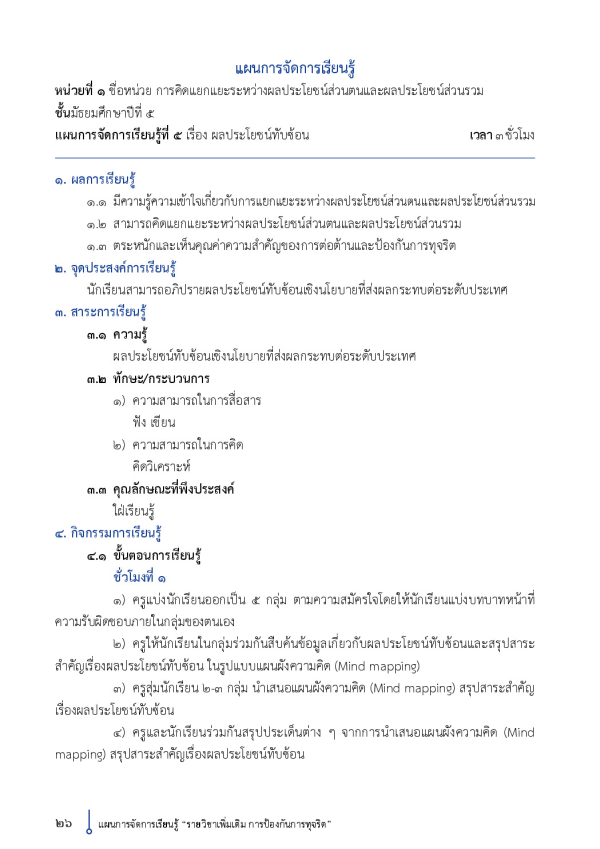 แผนการจัดการเรียนรู้
หน่วยที่ ๑ ชื่อหน่วย การคิดแยกแยะระหว่างผลประโยชน์ส่วนตนและผลประโยชน์ส่วนรวม
ชั้นมัธยมศึกษาปีที่ ๕
แผนการจัดการเรียนรู้ที่ ๕ เรื่อง ผลประโยชน์ทับซ้อน เวลา ๓ ชั่วโมง
๑. ผลการเรียนรู้
๑.๑ มีความรู้ความเข้าใจเกี่ยวกับการแยกแยะระหว่างผลประโยชน์ส่วนตนและผลประโยชน์ส่วนรวม
๑.๒ สามารถคิดแยกแยะระหว่างผลประโยชน์ส่วนตนและผลประโยชน์ส่วนรวม
๑.๓ ตระหนักและเห็นคุณค่าความสำคัญของการต่อต้านและป้องกันการทุจริต
๒. จุดประสงค์การเรียนรู้
นักเรียนสามารถอภิปรายผลประโยชน์ทับซ้อนเชิงนโยบายที่ส่งผลกระทบต่อระดับประเทศ
๓. สาระการเรียนรู้
๓.๑ ความรู้
ผลประโยชน์ทับซ้อนเชิงนโยบายที่ส่งผลกระทบต่อระดับประเทศ
๓.๒ ทักษะ/กระบวนการ
๑) ความสามารถในการสื่อสาร
ฟัง เขียน
๒) ความสามารถในการคิด
คิดวิเคราะห์
๓.๓ คุณลักษณะที่พึงประสงค์
ใฝ่เรียนรู้
๔. กิจกรรมการเรียนรู้
๔.๑ ขั้นตอนการเรียนรู้
ชั่วโมงที่ ๑
๑) ครูแบ่งนักเรียนออกเป็น ๕ กลุ่ม ตามความสมัครใจโดยให้นักเรียนแบ่งบทบาทหน้าที่
ความรับผิดชอบภายในกลุ่มของตนเอง
๒) ครูให้นักเรียนในกลุ่มร่วมกันสืบค้นข้อมูลเกี่ยวกับผลประโยชน์ทับซ้อนและสรุปสาระ
สำคัญเรื่องผลประโยชน์ทับซ้อน ในรูปแบบแผนผังความคิด (Mind mapping)
๓) ครูสุ่มนักเรียน ๒-๓ กลุ่ม นำเสนอแผนผังความคิด (Mind mapping) สรุปสาระสำคัญ
เรื่องผลประโยชน์ทับซ้อน
๔) ครูและนักเรียนร่วมกันสรุปประเด็นต่าง ๆ จากการนำเสนอแผนผังความคิด (Mind
mapping) สรุปสาระสำคัญเรื่องผลประโยชน์ทับซ้อน
๒๖ แผนการจัดการเรียนรู้ “รายวิชาเพิ่มเติม การป้องกันการทุจริต”